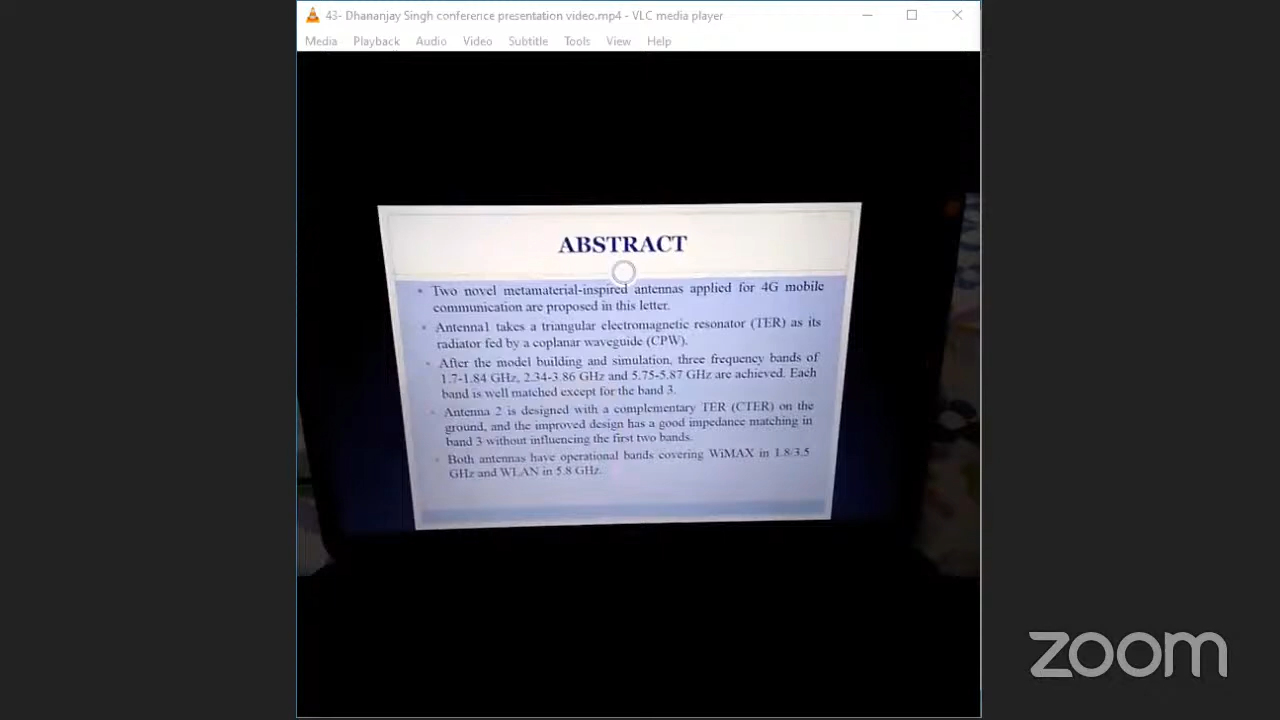 43- Dhananjay Singh conference presentation video.mp4 - VLC media player
Media Playback Audio Video Subtitle Tools View Help
ABSTRACT
Two novel metamaterial-inspired antennas applied for 4G mobile
communication are proposed in this letter.
Antenna1 takes a triangular electromagnetic resonator (TER) as its
radiator fed by a coplanar waveguide (CPW).
After the model building and simulation, three frequency bands of
1.7-1.84 GHz, 2.34-3.86 GHz and 5.75-5.87 GHz are achieved. Each
band is well matched except for the band 3.
Antenna 2 is designed with a complementary TER (CTER) on the
ground, and the improved design has a good impedance matching in
band 3 without influencing the first two bands.
Both antennas have operational bands covering WiMAX in 1.8/3.5
GHz and WLAN in 5.8 GHz.
zoom